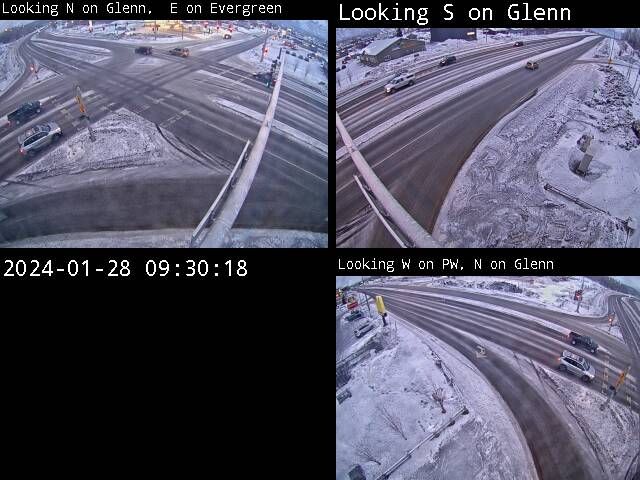 Looking N on Glenn,  E on Evergreen
Looking S on Glenn
2024-01-28 09:30:18
Looking W on PW, N on Glenn